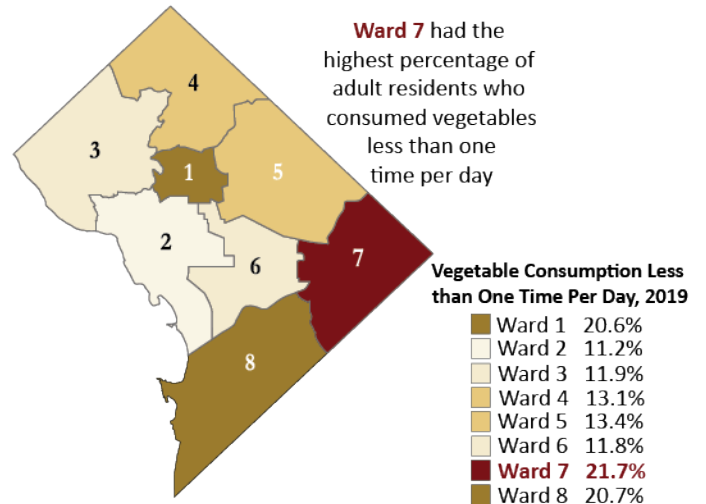 Ward 7 had the
highest percentage of
adult residents who
consumed vegetables
less than one
time per day
4
3
1
5
2
6
7
8
Vegetable Consumption Less
than One Time Per Day, 2019
Ward 1 20.6%
Ward 2 11.2%
Ward 3 11.9%
Ward 4 13.1%
Ward 5 13.4%
Ward 6 11.8%
Ward 7 21.7%
Ward 8 20.7%